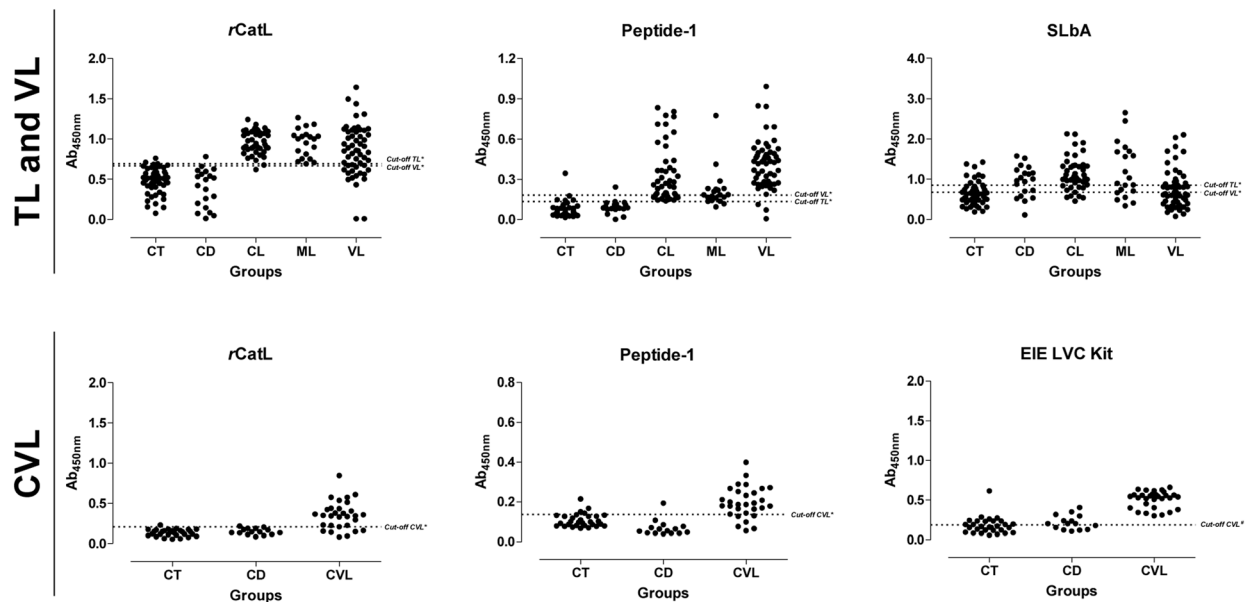 TL and VL
rCatL
2.0
1.5
1.0
0.5
0.0
Ab450nm
Cut-off TL*
Cut-off VL*
CT CD CL ML VL
Groups
Peptide-1
1.2
0.9
0.6
0.3
0.0
Ab450nm
Cut-off VL*
Cut-off TL*
CT CD CL ML VL
Groups
SLbA
4.0
3.0
2.0
1.0
0.0
Ab450nm
Cut-off TL*
Cut-off VL*
CT CD CL ML VL
Groups
CVL
rCatL
2.0
1.5
1.0
0.5
0.0
Ab450nm
Cut-off CVL*
CT CD CVL
Groups
Peptide-1
0.8
0.6
0.4
0.2
0.0
Ab450nm
Cut-off CVL*
CT CD CVL
Groups
EIE LVC Kit
2.0
1.5
1.0
0.5
0.0
Ab450nm
Cut-off CVL#
CT CD CVL
Groups